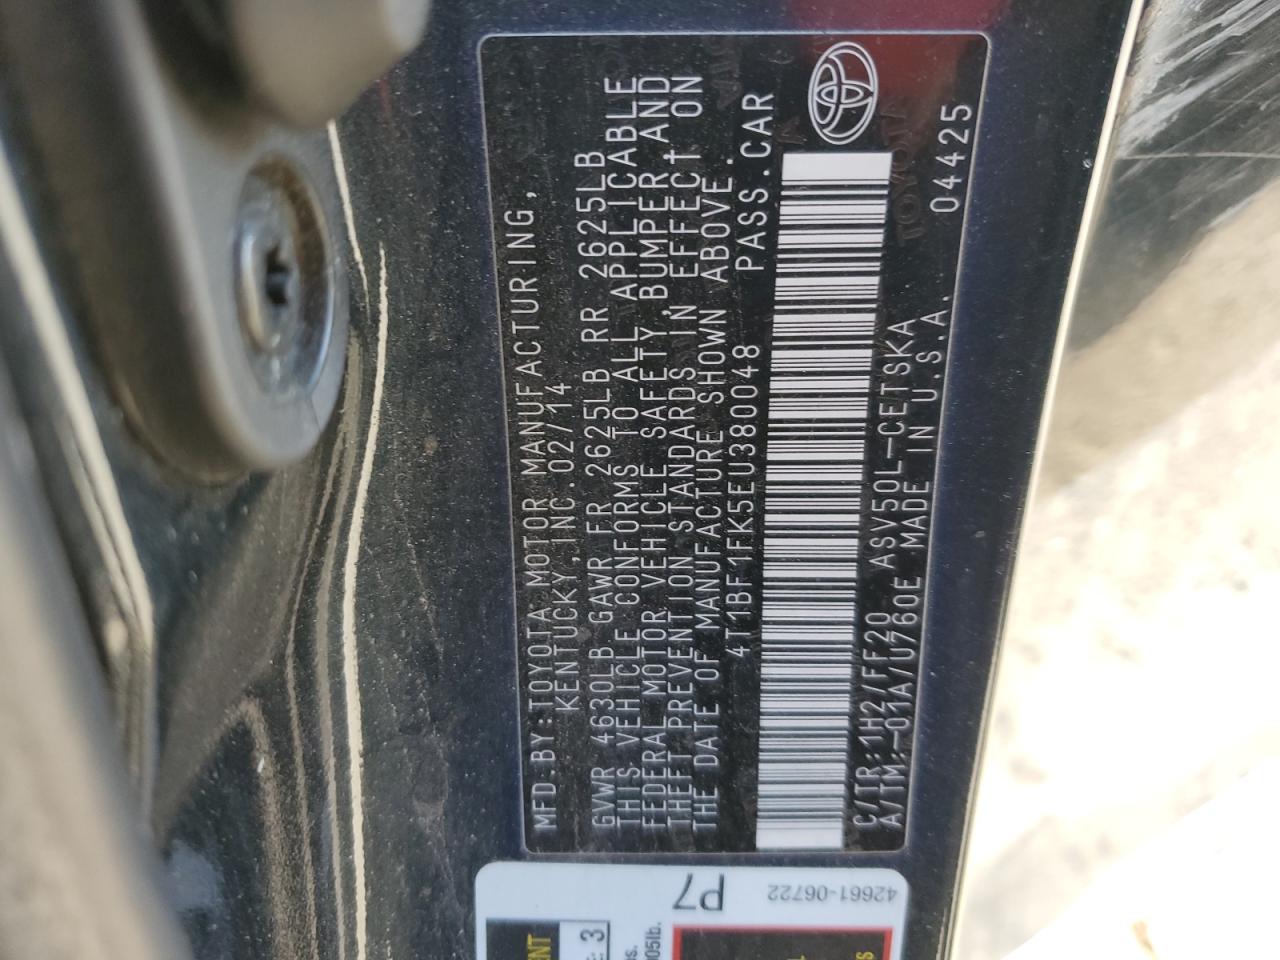 MFD.BY:TOYOTA MOTOR MANUFACTURING,
KENTUCKY,INC.02/14
GVWR 4630LB GAWR FR 2625LB RR 2625LB
THIS VEHICLE CONFORMS TO ALL APPLICABLE
FEDERAL MOTOR VEHICLE SAFETY,BUMPER,AND
THEFT PREVENTION STANDARDS IN EFFECT ON
THE DATE OF MANUFACTURE SHOWN ABOVE.
4T1BF1FK5EU380048 PASS.CAR
C/TR:1H2/FF20 ASV50L-CETSKA
A/TM:-01A/U760E MADE IN U.S.A. 04425
P7
42661-06722
3
005lb.